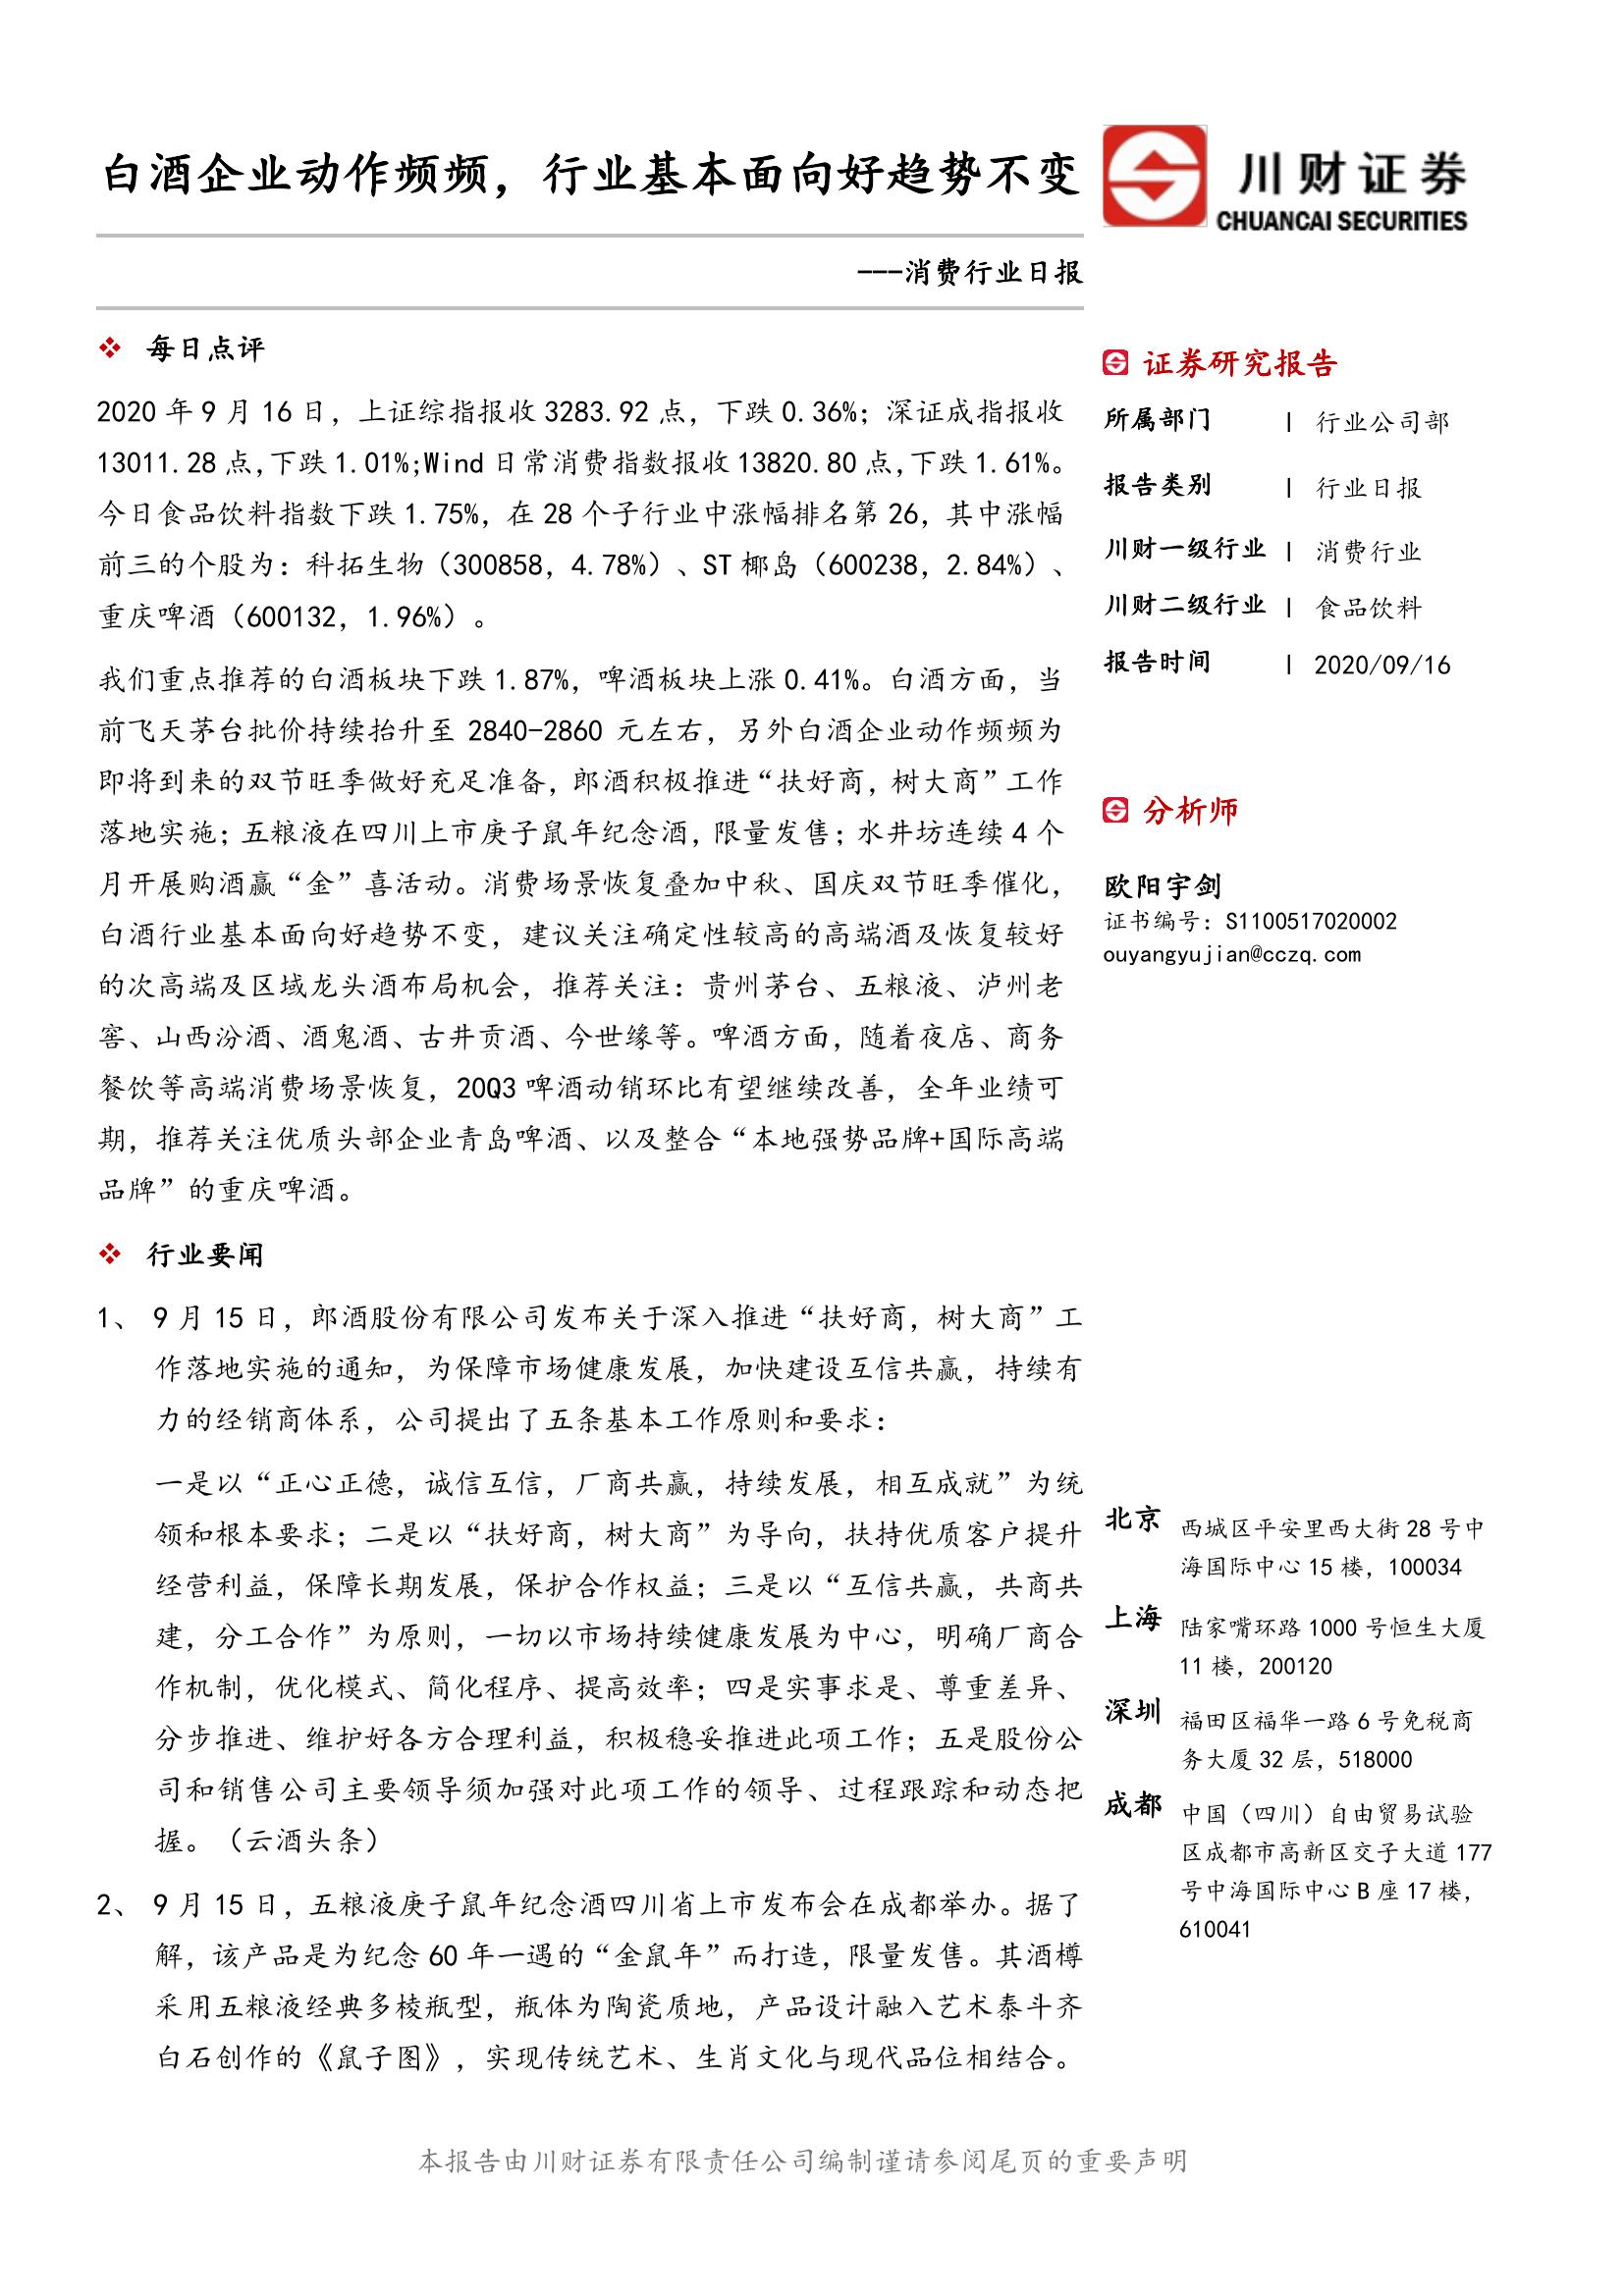 白酒企业动作频频，行业基本面向好趋势不变
川财证券
CHUANCAI SECURITIES
---消费行业日报
❖ 每日点评
2020 年 9 月 16 日，上证综指报收 3283.92 点，下跌 0.36%；深证成指报收
13011.28 点,下跌 1.01%;Wind 日常消费指数报收 13820.80 点,下跌 1.61%。
今日食品饮料指数下跌 1.75%，在 28 个子行业中涨幅排名第 26，其中涨幅
前三的个股为：科拓生物（300858，4.78%）、ST 椰岛（600238，2.84%）、
重庆啤酒（600132，1.96%）。
我们重点推荐的白酒板块下跌 1.87%，啤酒板块上涨 0.41%。白酒方面，当
前飞天茅台批价持续抬升至 2840-2860 元左右，另外白酒企业动作频频为
即将到来的双节旺季做好充足准备，郎酒积极推进“扶好商，树大商”工作
落地实施；五粮液在四川上市庚子鼠年纪念酒，限量发售；水井坊连续 4 个
月开展购酒赢“金”喜活动。消费场景恢复叠加中秋、国庆双节旺季催化，
白酒行业基本面向好趋势不变，建议关注确定性较高的高端酒及恢复较好
的次高端及区域龙头酒布局机会，推荐关注：贵州茅台、五粮液、泸州老
窖、山西汾酒、酒鬼酒、古井贡酒、今世缘等。啤酒方面，随着夜店、商务
餐饮等高端消费场景恢复，20Q3 啤酒动销环比有望继续改善，全年业绩可
期，推荐关注优质头部企业青岛啤酒、以及整合“本地强势品牌+国际高端
品牌”的重庆啤酒。
❖ 行业要闻
1、 9 月 15 日，郎酒股份有限公司发布关于深入推进“扶好商，树大商”工
作落地实施的通知，为保障市场健康发展，加快建设互信共赢，持续有
力的经销商体系，公司提出了五条基本工作原则和要求：
一是以“正心正德，诚信互信，厂商共赢，持续发展，相互成就”为统
领和根本要求；二是以“扶好商，树大商”为导向，扶持优质客户提升
经营利益，保障长期发展，保护合作权益；三是以“互信共赢，共商共
建，分工合作”为原则，一切以市场持续健康发展为中心，明确厂商合
作机制，优化模式、简化程序、提高效率；四是实事求是、尊重差异、
分步推进、维护好各方合理利益，积极稳妥推进此项工作；五是股份公
司和销售公司主要领导须加强对此项工作的领导、过程跟踪和动态把
握。（云酒头条）
2、 9 月 15 日，五粮液庚子鼠年纪念酒四川省上市发布会在成都举办。据了
解，该产品是为纪念 60 年一遇的“金鼠年”而打造，限量发售。其酒樽
采用五粮液经典多棱瓶型，瓶体为陶瓷质地，产品设计融入艺术泰斗齐
白石创作的《鼠子图》，实现传统艺术、生肖文化与现代品位相结合。
证券研究报告
所属部门 | 行业公司部
报告类别 | 行业日报
川财一级行业 | 消费行业
川财二级行业 | 食品饮料
报告时间 | 2020/09/16
分析师
欧阳宇剑
证书编号：S1100517020002
ouyangyujian@cczq.com
北京 西城区平安里西大街 28 号中
海国际中心 15 楼，100034
上海 陆家嘴环路 1000 号恒生大厦
11 楼，200120
深圳 福田区福华一路 6 号免税商
务大厦 32 层，518000
成都 中国（四川）自由贸易试验
区成都市高新区交子大道 177
号中海国际中心 B 座 17 楼，
610041
本报告由川财证券有限责任公司编制谨请参阅尾页的重要声明